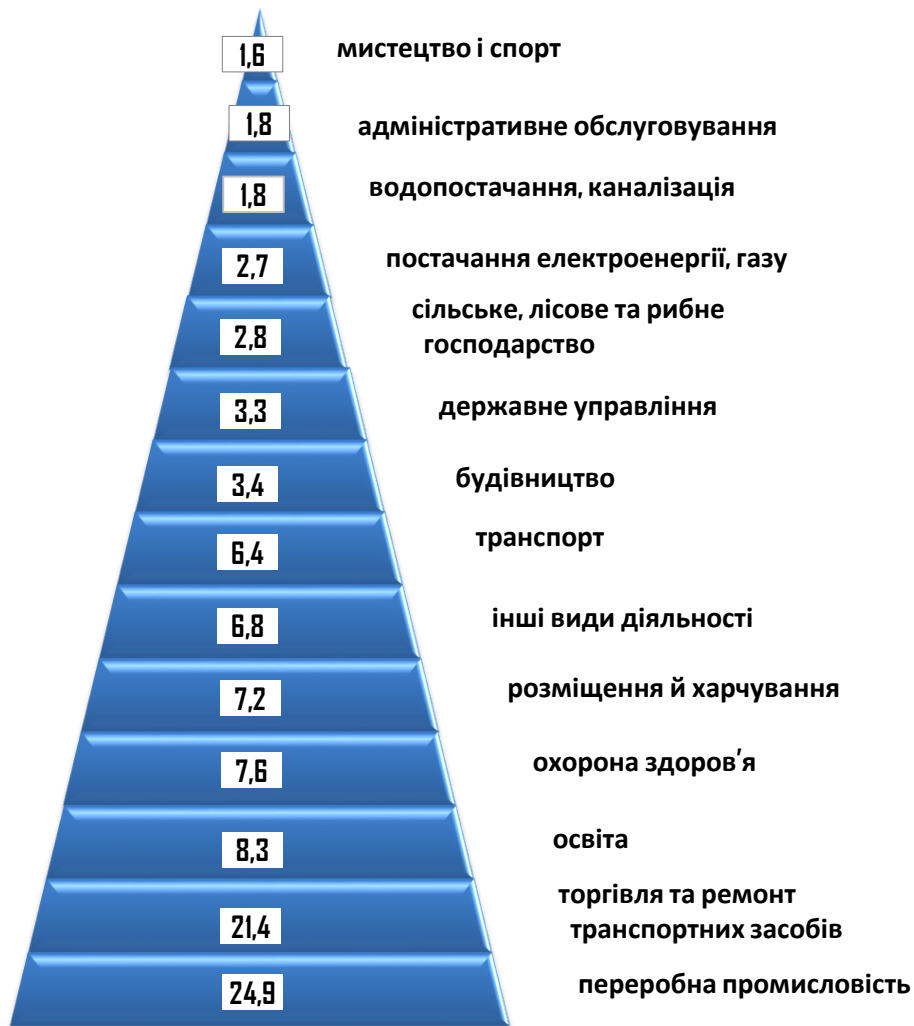 1,6
мистецтво і спорт
1,8
адміністративне обслуговування
1,8
водопостачання, каналізація
2,7
постачання електроенергії, газу
2,8
сільське, лісове та рибне
господарство
3,3
державне управління
3,4
будівництво
6,4
транспорт
6,8
інші види діяльності
7,2
розміщення й харчування
7,6
охорона здоров'я
8,3
освіта
21,4
торгівля та ремонт
транспортних засобів
24,9
переробна промисловість